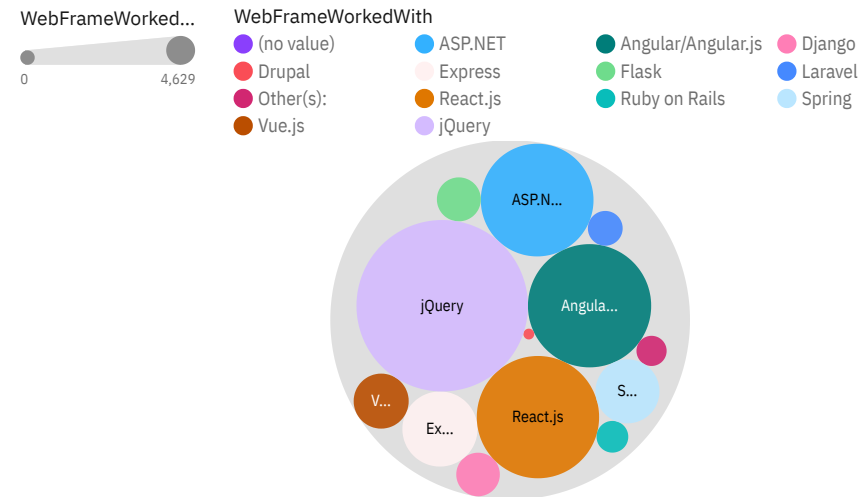 WebFrameWorked...
0 4,629
WebFrameWorkedWith
(no value) ASP.NET Angular/Angular.js Django
Drupal Express Flask Laravel
Other(s): React.js Ruby on Rails Spring
Vue.js jQuery
ASP.N...
jQuery Angula...
S...
V...
React.js
Ex...